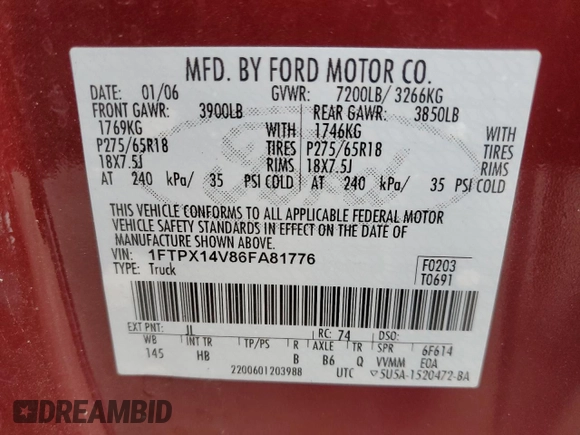 MFD. BY FORD MOTOR CO.
DATE: 01/06 GVWR: 7200LB/ 3266KG
FRONT GAWR: 3900LB REAR GAWR: 3850LB
1769KG WITH 1746KG WITH
P275/65R18 TIRES P275/65R18 TIRES
18X7.5J RIMS 18X7.5J RIMS
AT 240 kPa/ 35 PSI COLD AT 240 kPa/ 35 PSI COLD
THIS VEHICLE CONFORMS TO ALL APPLICABLE FEDERAL MOTOR
VEHICLE SAFETY STANDARDS IN EFFECT ON THE DATE OF
MANUFACTURE SHOWN ABOVE.
VIN: 1FTPX14V86FA81776 F0203
TYPE: Truck T0691
EXT PNT: JL RC: 74 DSO:
WB INT TR TP/PS R AXLE TR SPR 6F614
145 HB B B6 Q VVMM EOA
2200601203988 UTC 5U5A-1520472-BA
DREAMBID